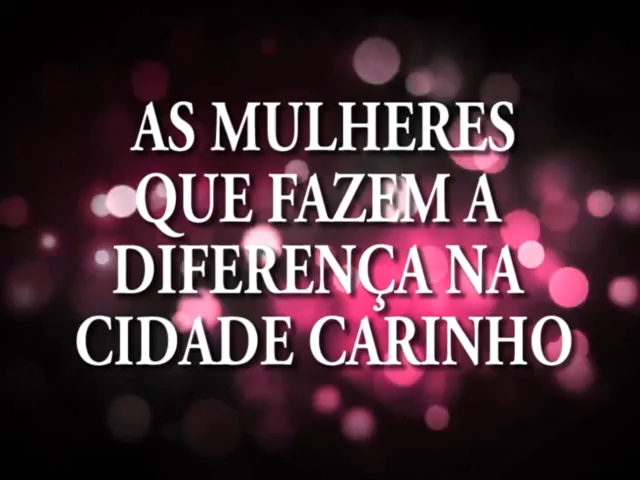 AS MULHERES
QUE FAZEM A
DIFERENÇA NA
CIDADE CARINHO